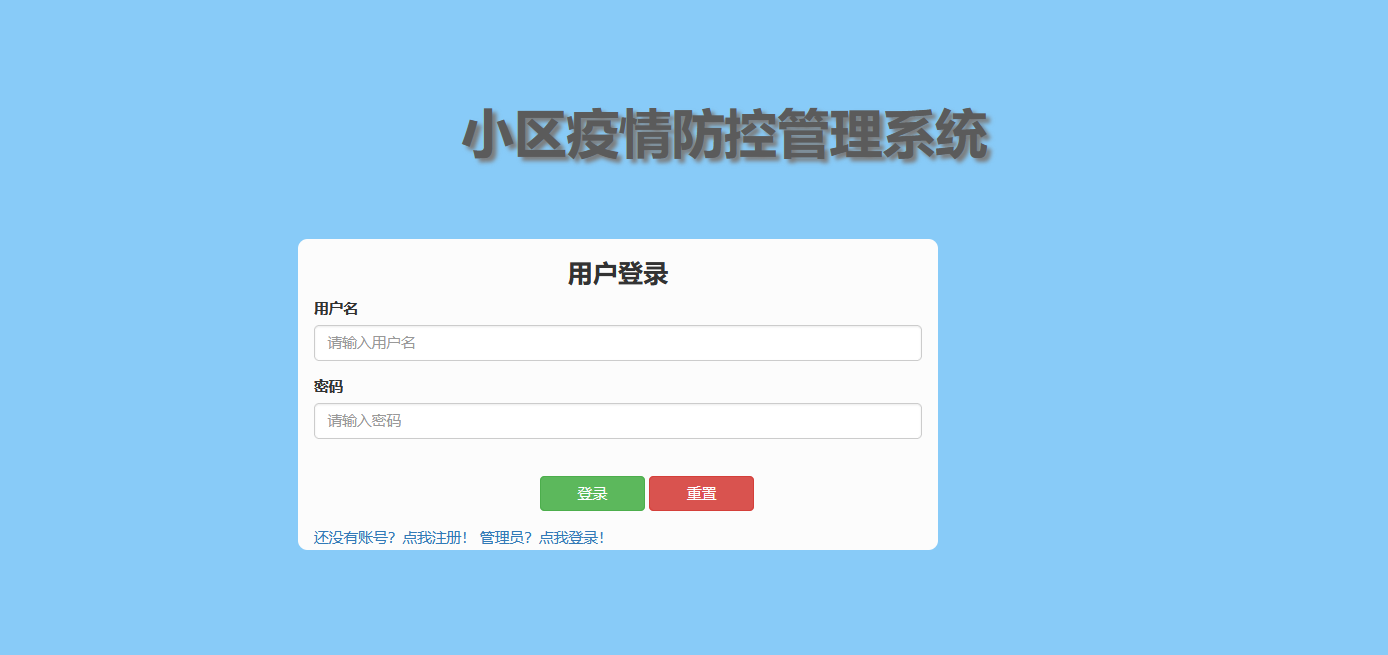 小区疫情防控管理系统
用户登录
用户名
请输入用户名
密码
请输入密码
登录 重置
还没有账号？点我注册！ 管理员？点我登录！